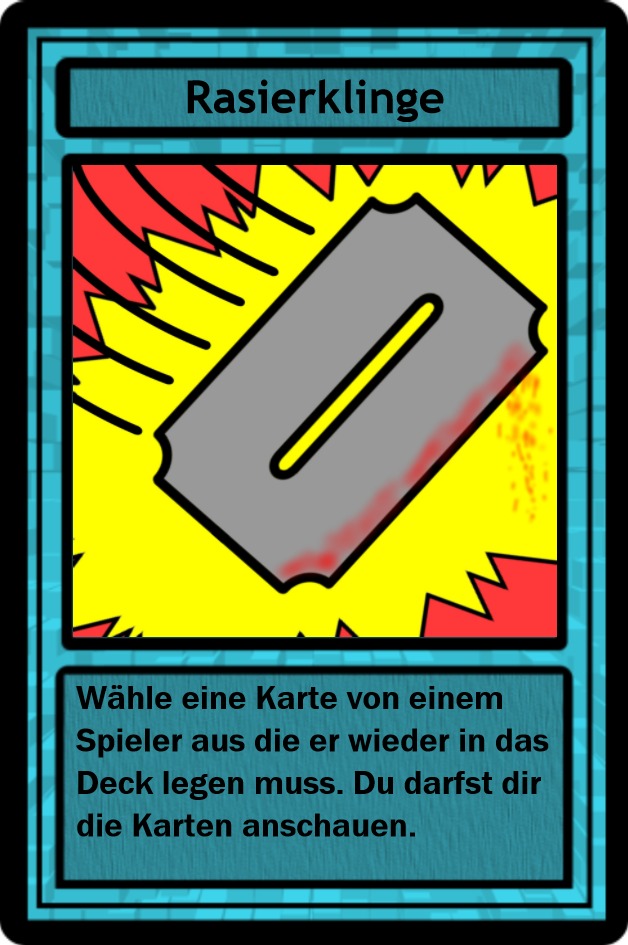 Rasierklinge
Wähle eine Karte von einem
Spieler aus die er wieder in das
Deck legen muss. Du darfst dir
die Karten anschauen.